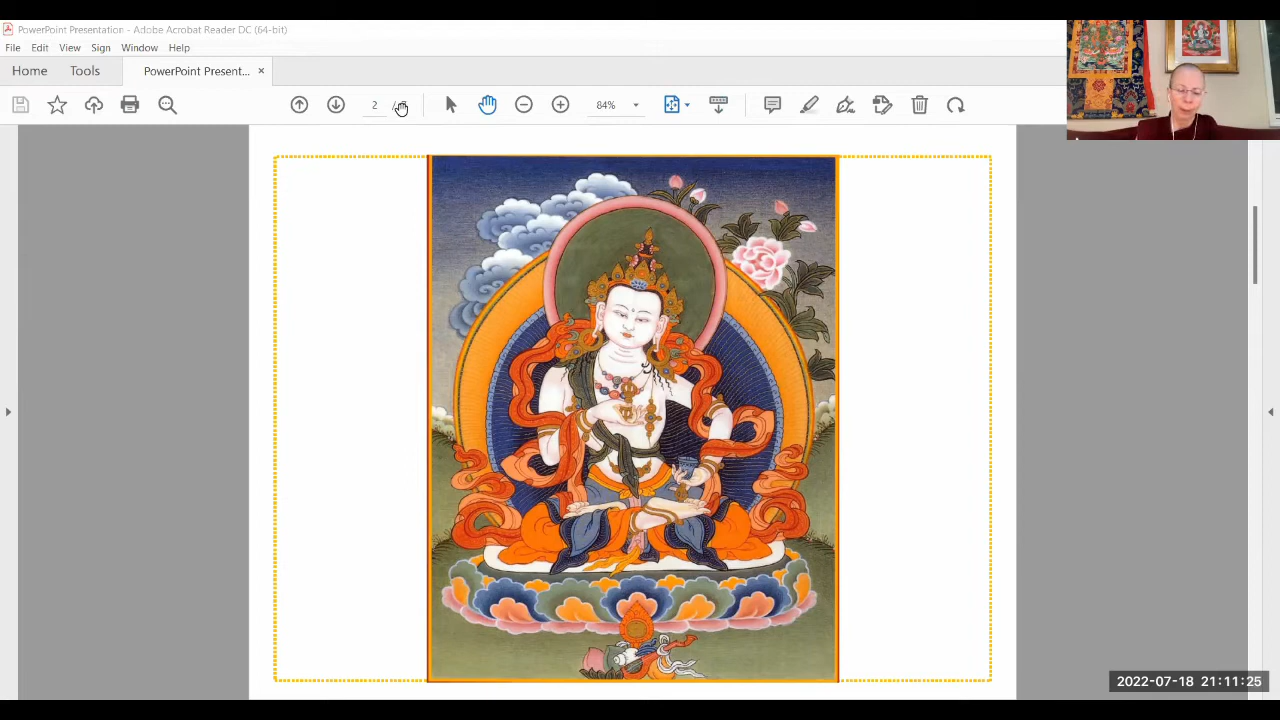 PowerPoint Presentation - Adobe Acrobat Reader DC (64-bit)
File Edit View Sign Window Help
Home Tools PowerPoint Present... ×
2 / 84%
2022-07-18 21:11:25